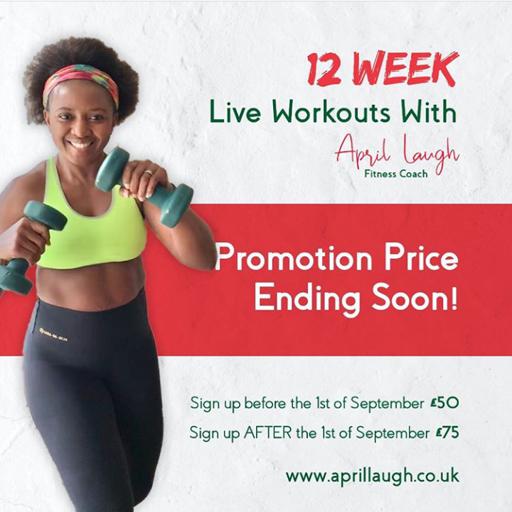 12 WEEK
Live Workouts With
April Laugh
Fitness Coach
Promotion Price
Ending Soon!
Sign up before the 1st of September £50
Sign up AFTER the 1st of September £75
www.aprillaugh.co.uk